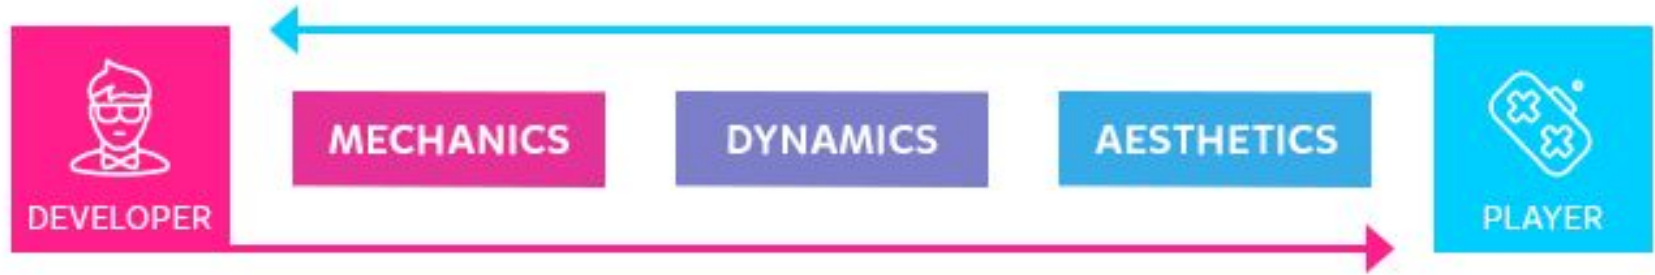 DEVELOPER
MECHANICS
DYNAMICS
AESTHETICS
PLAYER